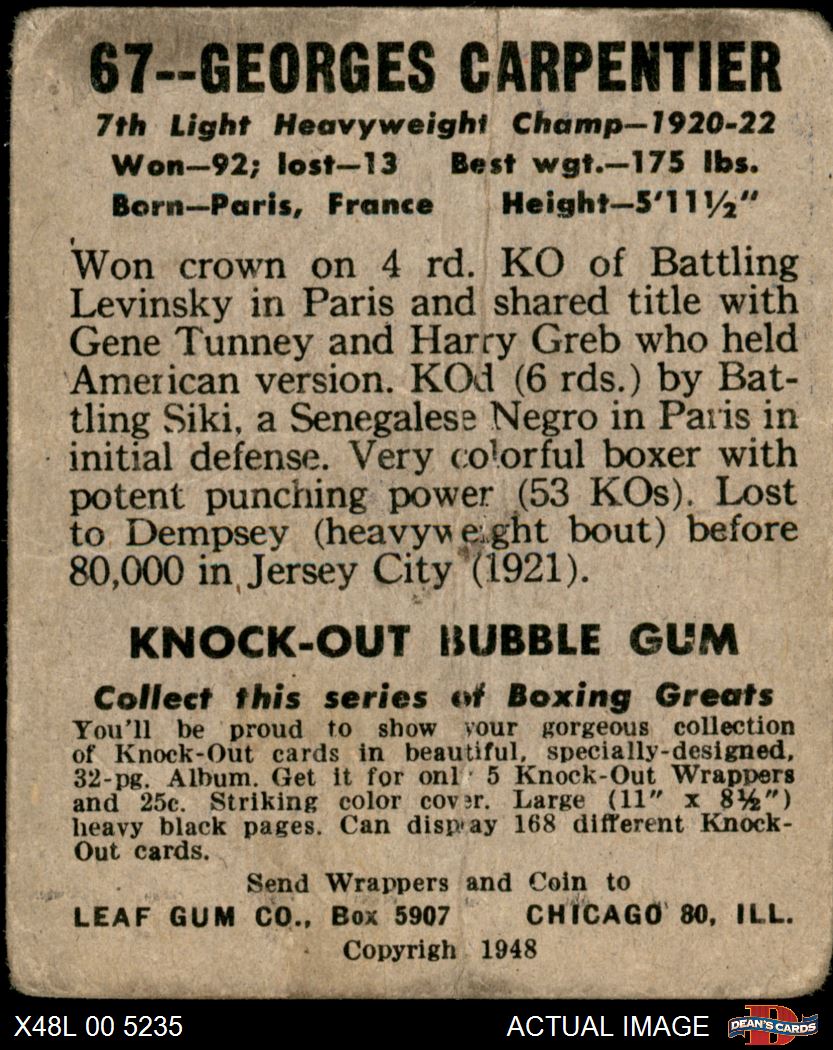 67--GEORGES CARPENTIER
7th Light Heavyweight Champ—1920-22
Won—92; lost—13 Best wgt.—175 lbs.
Born—Paris, France Height—5'11½"
Won crown on 4 rd. KO of Battling
Levinsky in Paris and shared title with
Gene Tunney and Harry Greb who held
American version. KOd (6 rds.) by Bat-
tling Siki, a Senegalese Negro in Paris in
initial defense. Very colorful boxer with
potent punching power (53 KOs). Lost
to Dempsey (heavyweight bout) before
80,000 in Jersey City (1921).
KNOCK-OUT BUBBLE GUM
Collect this series of Boxing Greats
You'll be proud to show your gorgeous collection
of Knock-Out cards in beautiful, specially-designed,
32-pg. Album. Get it for onl 5 Knock-Out Wrappers
and 25c. Striking color cover. Large (11" x 8½")
heavy black pages. Can display 168 different Knock-
Out cards.
Send Wrappers and Coin to
LEAF GUM CO., Box 5907 CHICAGO 80, ILL.
Copyrigh 1948
X48L 00 5235 ACTUAL IMAGE DEAN'S CARDS